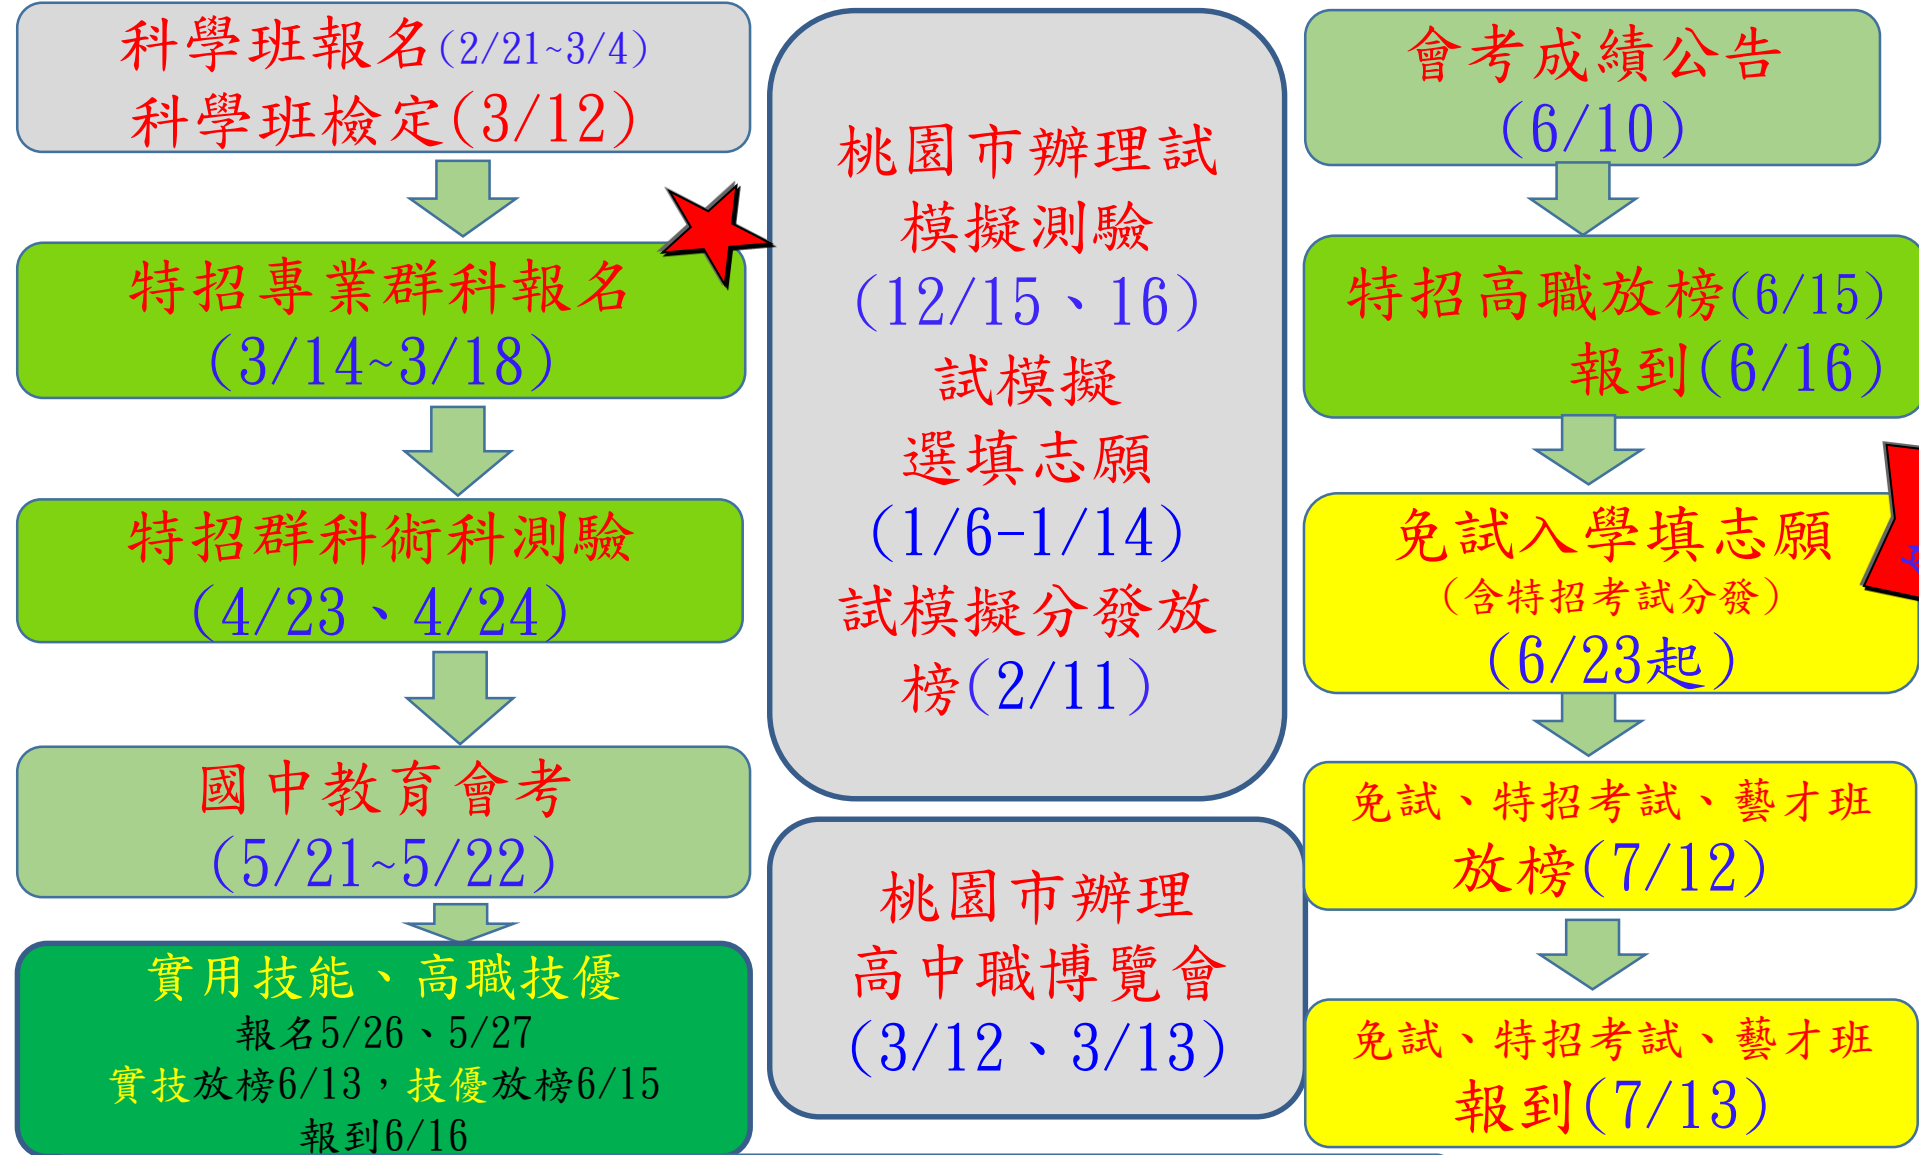 科學班報名(2/21~3/4)
科學班檢定(3/12)
特招專業群科報名
(3/14~3/18)
特招群科術科測驗
(4/23、4/24)
國中教育會考
(5/21~5/22)
實用技能、高職技優
報名5/26、5/27
實技放榜6/13，技優放榜6/15
報到6/16
桃園市辦理試
模擬測驗
(12/15、16)
試模擬
選填志願
(1/6-1/14)
試模擬分發放
榜(2/11)
桃園市辦理
高中職博覽會
(3/12、3/13)
會考成績公告
(6/10)
特招高職放榜(6/15)
報到(6/16)
免試入學填志願
(含特招考試分發)
(6/23起)
免試、特招考試、藝才班
放榜(7/12)
免試、特招考試、藝才班
報到(7/13)